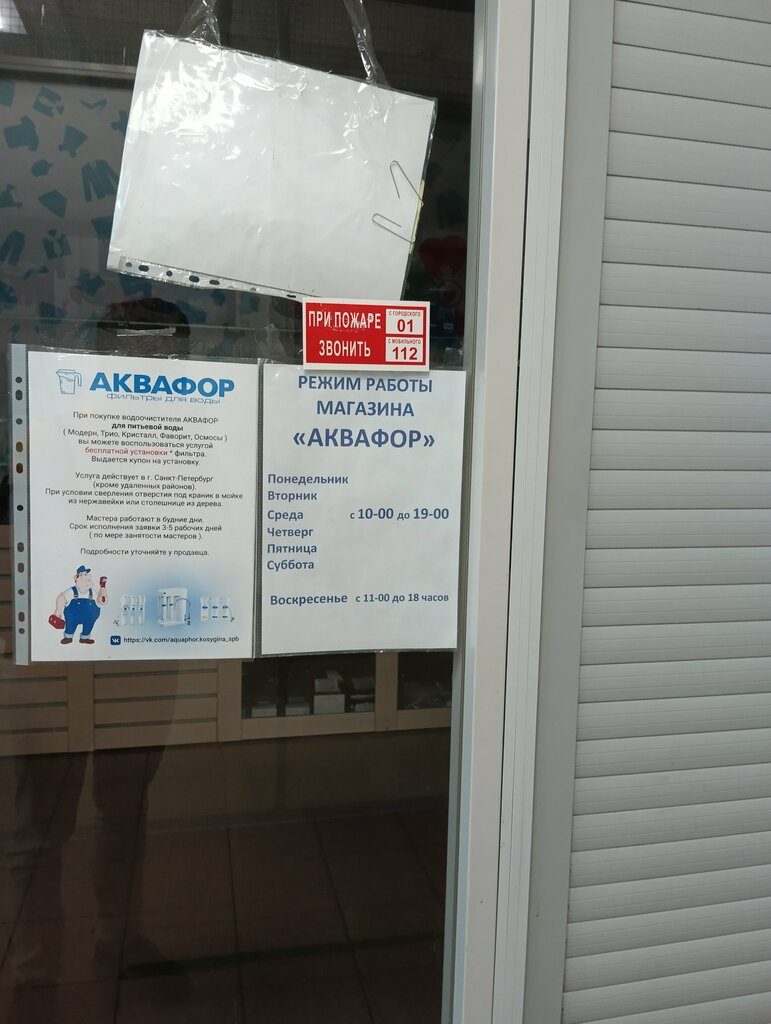 ПРИ ПОЖАРЕ
ЗВОНИТЬ
С ГОРОДСКОГО
01
С МОБИЛЬНОГО
112
АКВАФОР
фильтры для воды
При покупке водоочистителя АКВАФОР
для питьевой воды
( Модерн, Трио, Кристалл, Фаворит, Осмосы )
вы можете воспользоваться услугой
бесплатной установки * фильтра.
Выдается купон на установку.
Услуга действует в г. Санкт-Петербург
(кроме удаленных районов).
При условии сверления отверстия под краник в мойке
из нержавейки или столешнице из дерева.
Мастера работают в будние дни.
Срок исполнения заявки 3-5 рабочих дней
( по мере занятости мастеров ).
Подробности уточняйте у продавца.
https://vk.com/aquaphor.kosygina_spb
РЕЖИМ РАБОТЫ
МАГАЗИНА
«АКВАФОР»
Понедельник
Вторник
Среда с 10-00 до 19-00
Четверг
Пятница
Суббота
Воскресенье с 11-00 до 18 часов